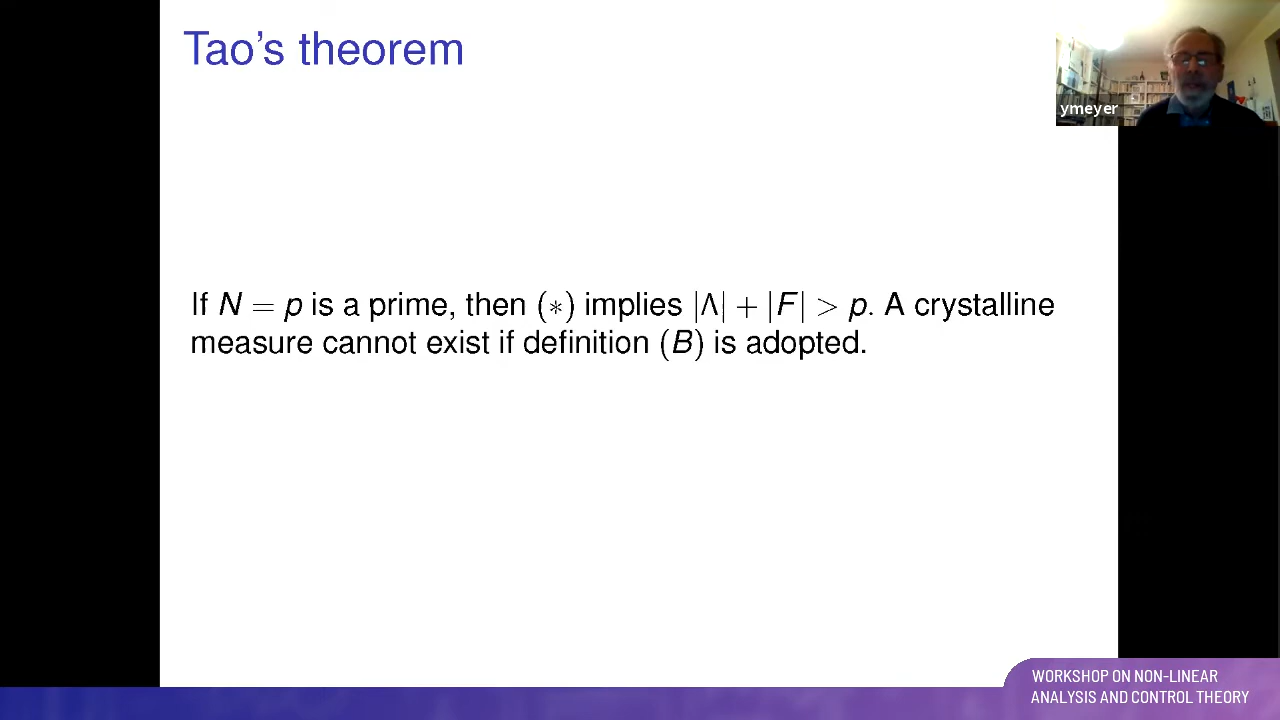 Tao's theorem
ymeyer
If N = p is a prime, then (∗) implies |Λ| + |F| > p. A crystalline
measure cannot exist if definition (B) is adopted.
WORKSHOP ON NON-LINEAR
ANALYSIS AND CONTROL THEORY